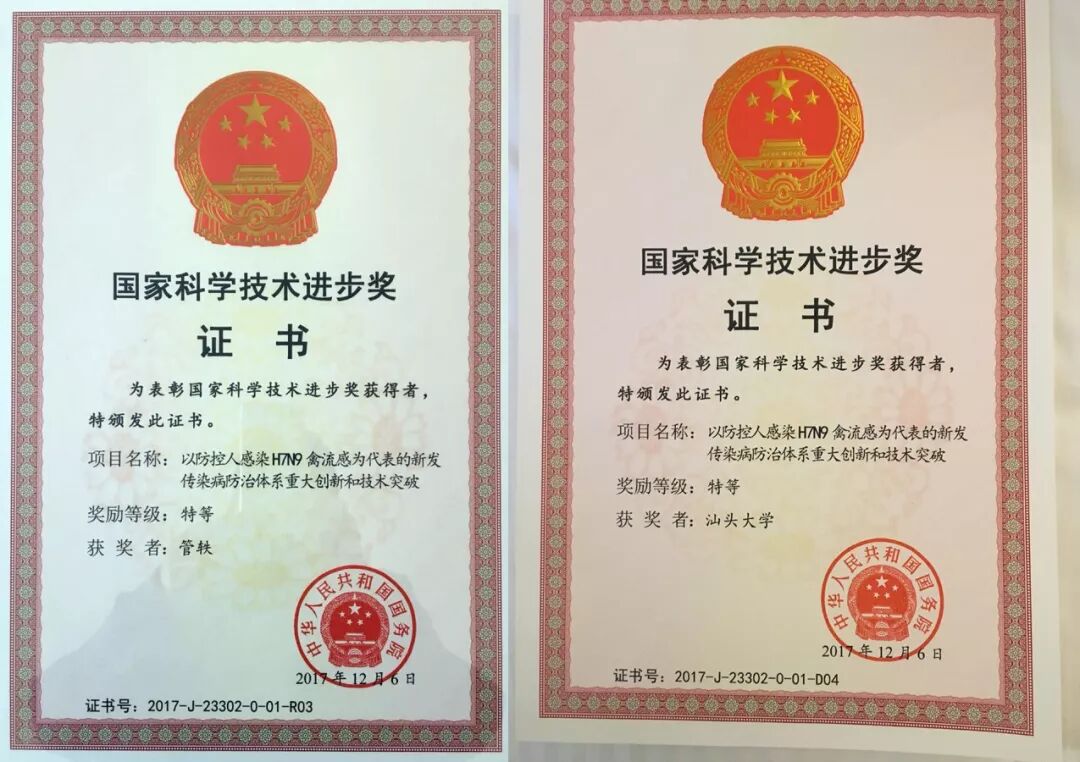 国家科学技术进步奖
证 书
为表彰国家科学技术进步奖获得者，
特颁发此证书。
项目名称：以防控人感染H7N9禽流感为代表的新发
传染病防治体系重大创新和技术突破
奖励等级：特等
获 奖 者：管轶
中华人民共和国国务院
2017年12月6日
证书号：2017-J-23302-0-01-R03
国家科学技术进步奖
证 书
为表彰国家科学技术进步奖获得者，
特颁发此证书。
项目名称：以防控人感染H7N9禽流感为代表的新发
传染病防治体系重大创新和技术突破
奖励等级：特等
获 奖 者：汕头大学
中华人民共和国国务院
2017年12月6日
证书号：2017-J-23302-0-01-D04